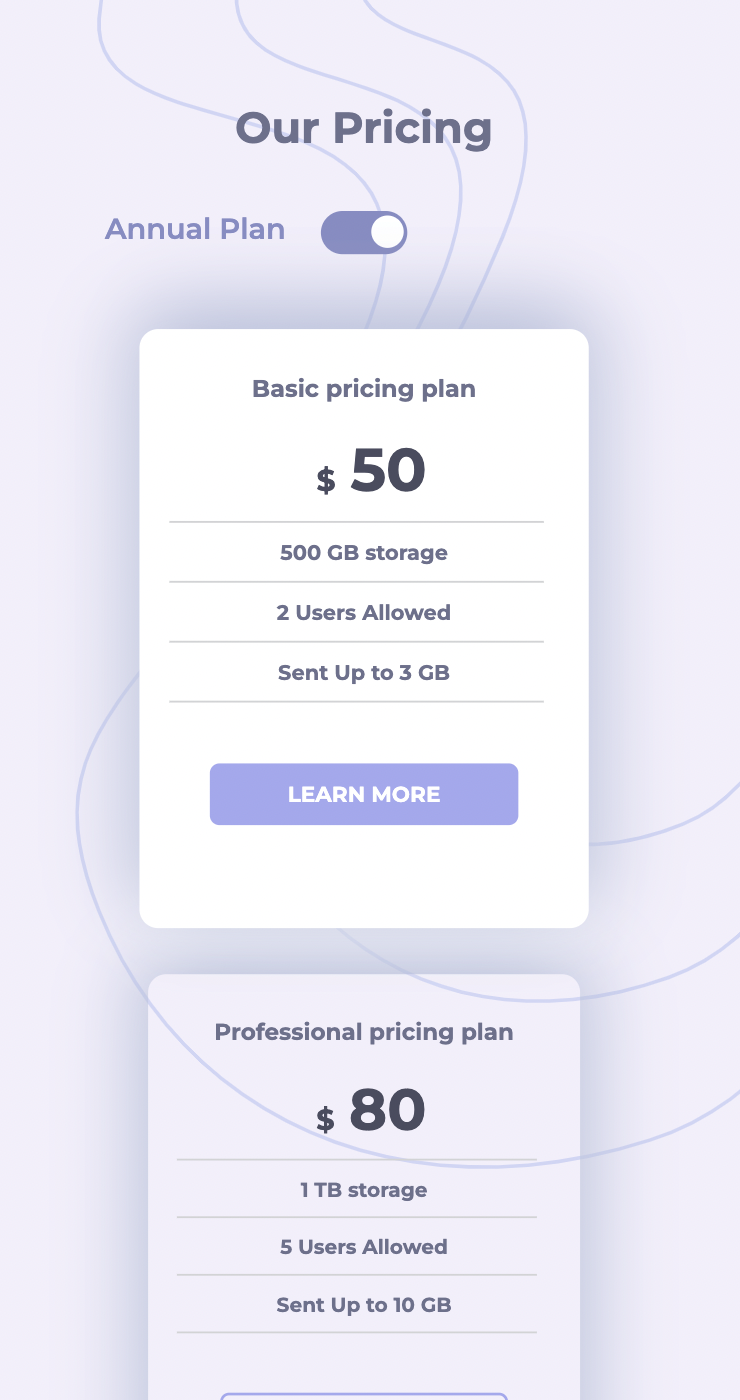 Our Pricing
Annual Plan
Basic pricing plan
$ 50
500 GB storage
2 Users Allowed
Sent Up to 3 GB
LEARN MORE
Professional pricing plan
$ 80
1 TB storage
5 Users Allowed
Sent Up to 10 GB